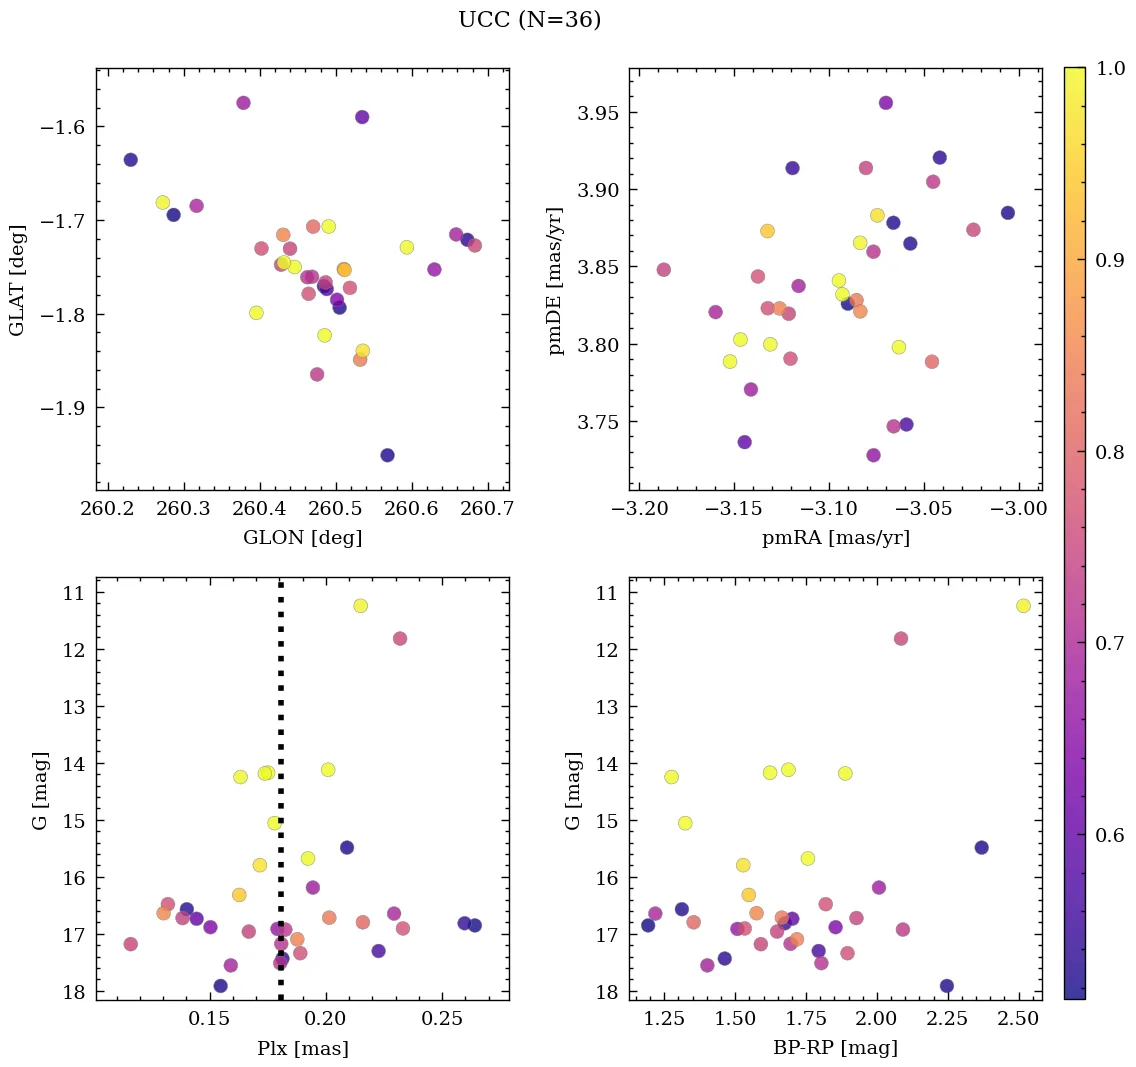 UCC (N=36)
−1.6
−1.7
−1.8
−1.9
GLAT [deg]
260.2 260.3 260.4 260.5 260.6 260.7
GLON [deg]
3.95
3.90
3.85
3.80
3.75
pmDE [mas/yr]
−3.20 −3.15 −3.10 −3.05 −3.00
pmRA [mas/yr]
1.0
0.9
0.8
0.7
0.6
11
12
13
14
15
16
17
18
G [mag]
0.15 0.20 0.25
Plx [mas]
11
12
13
14
15
16
17
18
G [mag]
1.25 1.50 1.75 2.00 2.25 2.50
BP-RP [mag]